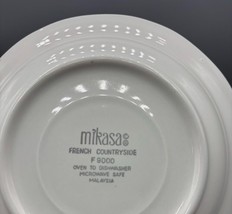 mikasa
FRENCH COUNTRYSIDE
F 9000
OVEN TO DISHWASHER
MICROWAVE SAFE
MALAYSIA